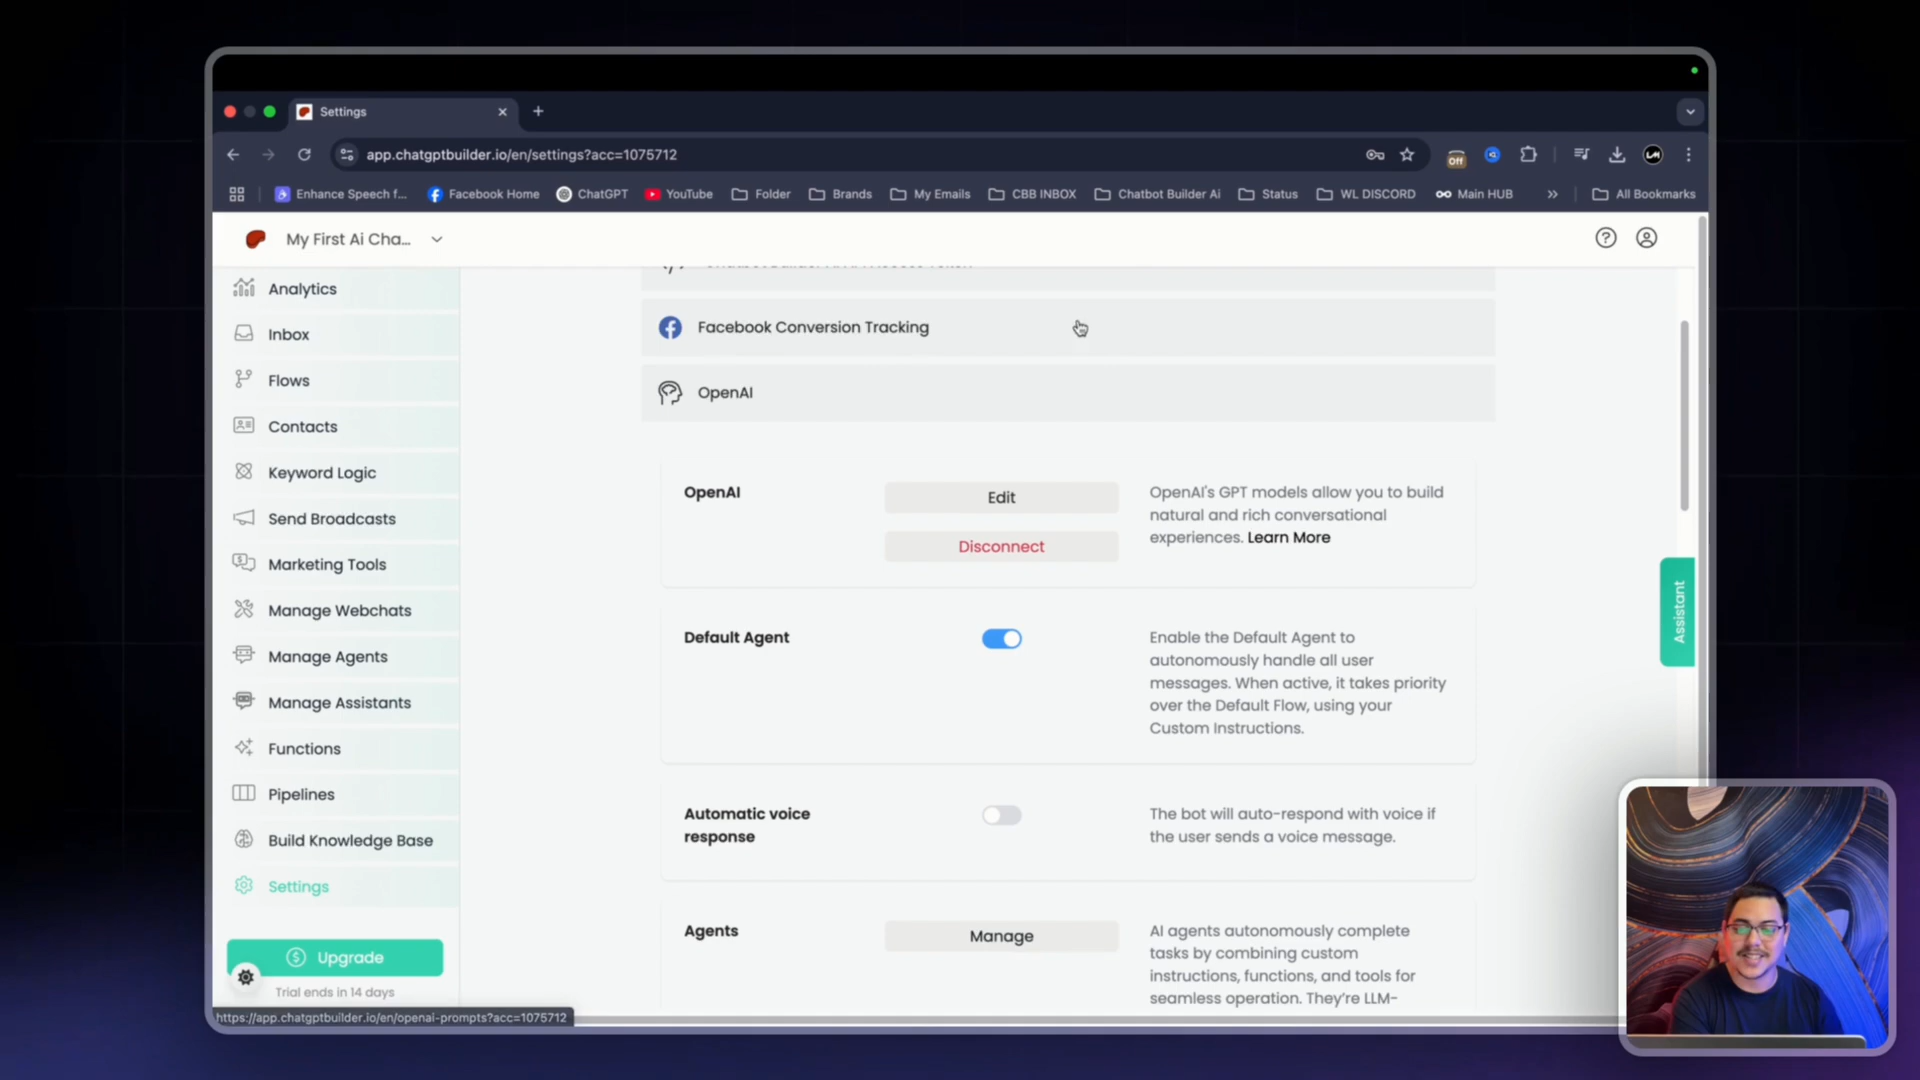 Settings
app.chatgptbuilder.io/en/settings?acc=1075712
Off
Enhance Speech f...
Facebook Home
ChatGPT
YouTube
Folder
Brands
My Emails
CBB INBOX
Chatbot Builder Ai
Status
WL DISCORD
Main HUB
All Bookmarks
My First Ai Cha...
Analytics
Inbox
Flows
Contacts
Keyword Logic
Send Broadcasts
Marketing Tools
Manage Webchats
Manage Agents
Manage Assistants
Functions
Pipelines
Build Knowledge Base
Settings
Upgrade
Trial ends in 14 days
https://app.chatgptbuilder.io/en/openai-prompts?acc=1075712
Facebook Conversion Tracking
OpenAI
OpenAI
Edit
Disconnect
OpenAI's GPT models allow you to build
natural and rich conversational
experiences. Learn More
Default Agent
Enable the Default Agent to
autonomously handle all user
messages. When active, it takes priority
over the Default Flow, using your
Custom Instructions.
Automatic voice
response
The bot will auto-respond with voice if
the user sends a voice message.
Agents
Manage
AI agents autonomously complete
tasks by combining custom
instructions, functions, and tools for
seamless operation. They're LLM-
Assistant